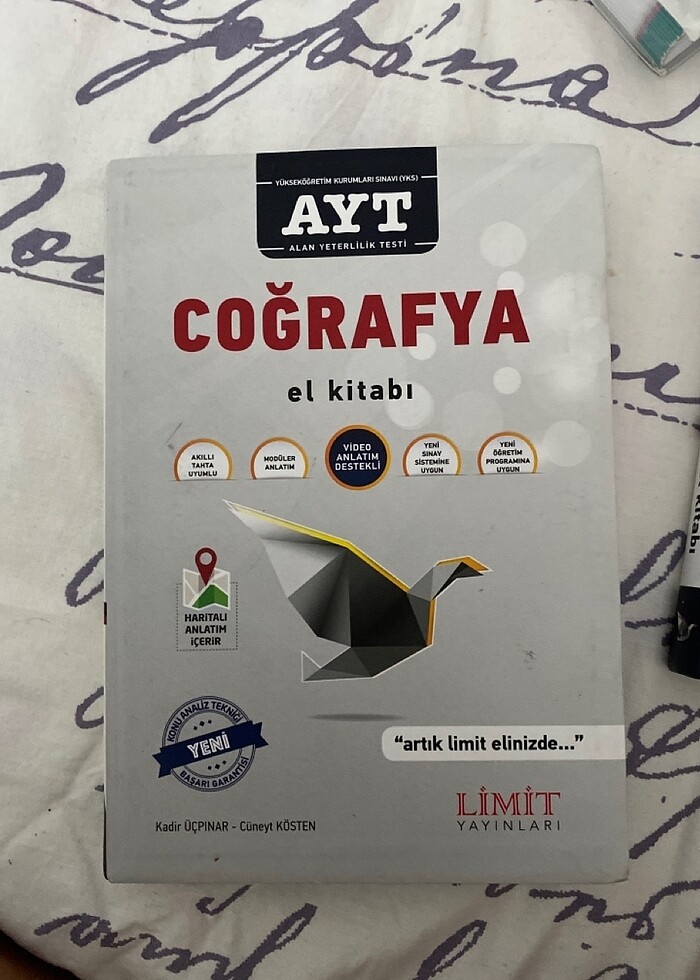 YÜKSEKÖĞRETİM KURUMLARI SINAVI (YKS)
AYT
ALAN YETERLİLİK TESTİ
COĞRAFYA
el kitabı
AKILLI
TAHTA
UYUMLU
MODÜLER
ANLATIM
VİDEO
ANLATIM
DESTEKLİ
YENİ
SINAV
SİSTEMİNE
UYGUN
YENİ
ÖĞRETİM
PROGRAMINA
UYGUN
HARİTALI
ANLATIM
İÇERİR
KONU ANALİZ TEKNİĞİ
YENİ
BAŞARI GARANTİSİ
"artık limit elinizde..."
LİMİT
YAYINLARI
Kadir ÜÇPINAR - Cüneyt KÖSTEN
kitabı